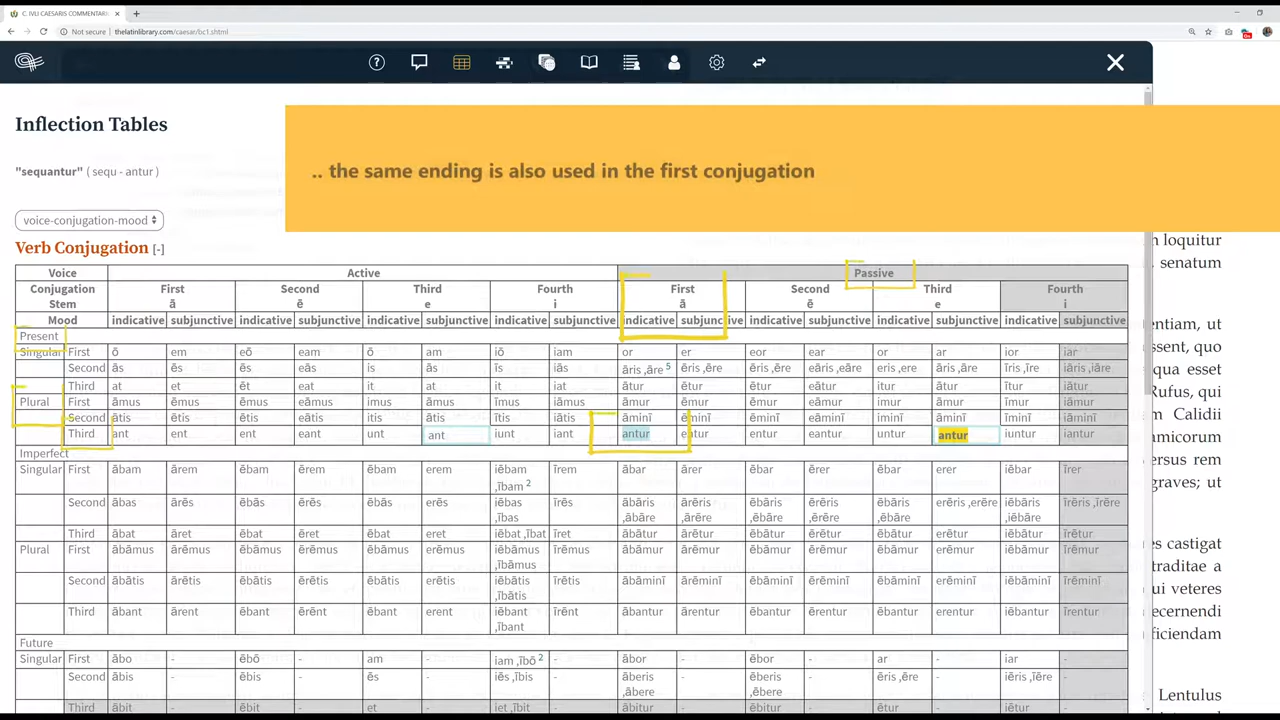 C. IVLI CAESARIS COMMENTARI
Not secure | thelatinlibrary.com/caesar/bc1.shtml
Inflection Tables
.. the same ending is also used in the first conjugation
"sequantur" ( sequ - antur )
voice-conjugation-mood
Verb Conjugation [-]
n loquitur
. senatum
Voice Active Passive
Conjugation First Second Third Fourth First Second Third Fourth
Stem ā ē e i ā ē e i
Mood indicative subjunctive indicative subjunctive indicative subjunctive indicative subjunctive indicative subjunctive indicative subjunctive indicative subjunctive indicative subjunctive
entiam, ut
Present
ssent, quo
Singular First ō em eō eam ō am iō iam or er eor ear or ar ior iar
Second ās ēs ēs eās is ās īs iās āris ,āre 5 ēris ,ēre ēris ,ēre eāris ,eāre eris ,ere āris ,āre īris ,īre iāris ,iāre
qua esset
Third at et et eat it at it iat ātur ētur ētur eātur itur ātur ītur iātur
Rufus, qui
Plural First āmus ēmus ēmus eāmus imus āmus īmus iāmus āmur ēmur ēmur eāmur imur āmur īmur iāmur
Second ātis ētis ētis eātis itis ātis ītis iātis āminī ēminī ēminī eāminī iminī āminī īminī iāminī
m Calidii
Third ant ent ent eant unt ant iunt iant antur entur entur eantur untur antur iuntur iantur
amicorum
Imperfect
versus rem
Singular First ābam ārem ēbam ērem ēbam erem iēbam ,ībam 2 īrem ābar ārer ēbar ērer ēbar erer iēbar īrer
graves; ut
Second ābās ārēs ēbās ērēs ēbās erēs iēbās ,ības īrēs ābāris ,ābāre ārēris ,ārēre ēbāris ,ēbāre ērēris ,ērēre ēbāris ,ēbāre erēris ,erēre iēbāris ,iēbāre īrēris ,īrēre
Third ābat āret ēbat ēret ēbat eret iēbat ,ībat īret ābātur ārētur ēbātur ērētur ēbātur erētur iēbātur īrētur
Plural First ābāmus ārēmus ēbāmus ērēmus ēbāmus erēmus iēbāmus ,ībāmus īrēmus ābāmur ārēmur ēbāmur ērēmur ēbāmur erēmur iēbāmur īrēmur
es castigat
traditae a
Second ābātis ārētis ēbātis ērētis ēbātis erētis iēbātis ,ībātis īrētis ābāminī ārēminī ēbāminī ērēminī ēbāminī erēminī iēbāminī īrēminī
ui veteres
Third ābant ārent ēbant ērēnt ēbant erent iēbant ,ībant īrēnt ābantur ārentur ēbantur ērentur ēbantur erentur iēbantur īrentur
ecernendi
ficiendam
Future
Singular First ābo - ēbō - am - iam ,ībō 2 - ābor - ēbor - ar - iar -
Second ābis - ēbis - ēs - iēs ,ībis - āberis ,ābere - ēberis ,ēbere - ēris ,ēre - iēris ,iēre -
Lentulus
Third ābit - ēbit - et - iet, ībit - ābitur - ēbitur - ētur - iētur -